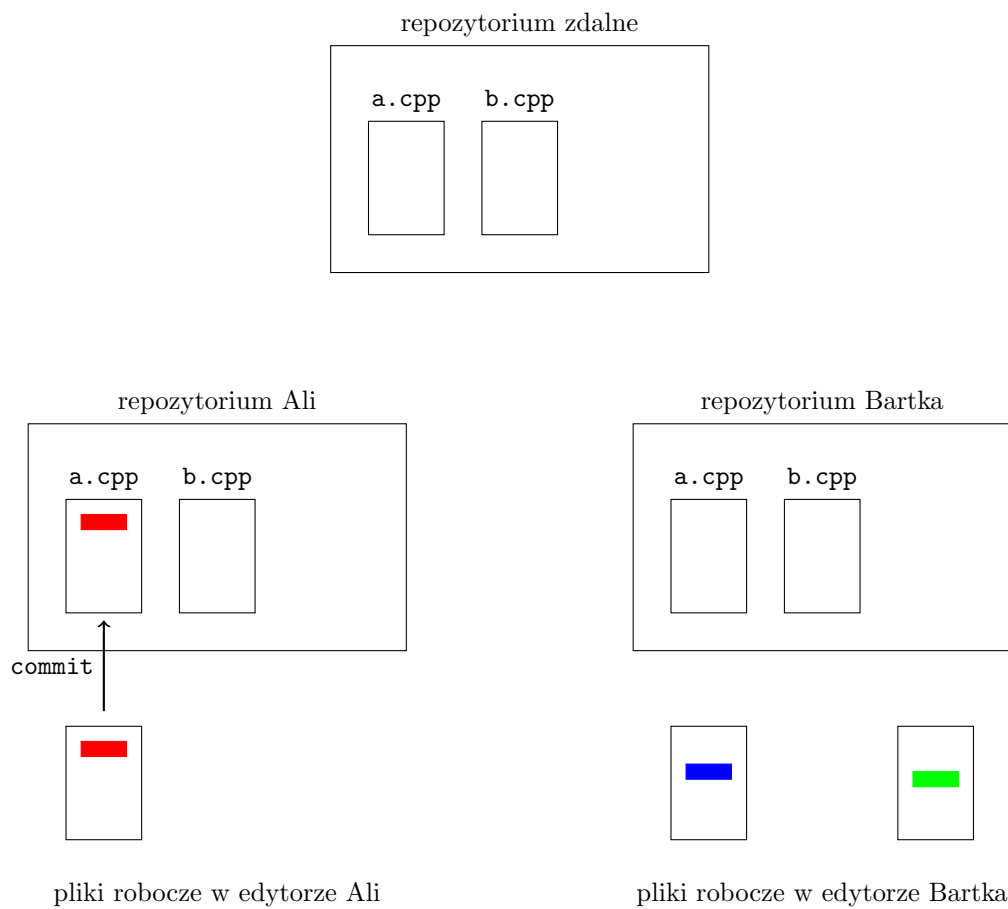 repozytorium zdalne
a.cpp b.cpp
repozytorium Ali
repozytorium Bartka
a.cpp b.cpp
a.cpp b.cpp
commit
pliki robocze w edytorze Ali
pliki robocze w edytorze Bartka